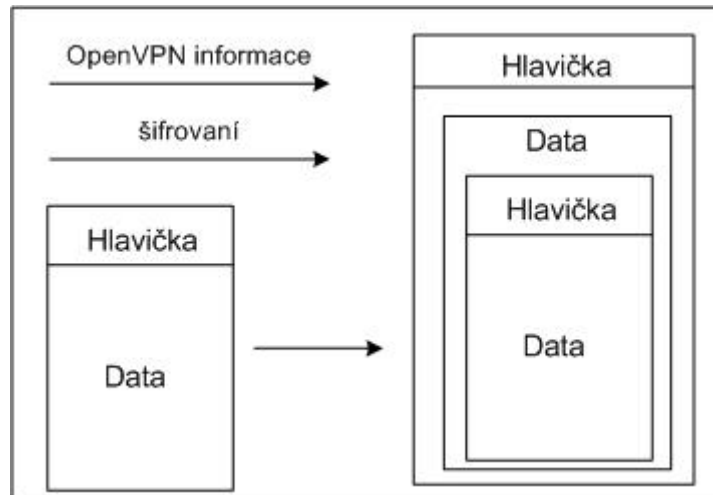 OpenVPN informace
šifrovaní
Hlavička
Data
Hlavička
Data
Hlavička
Data